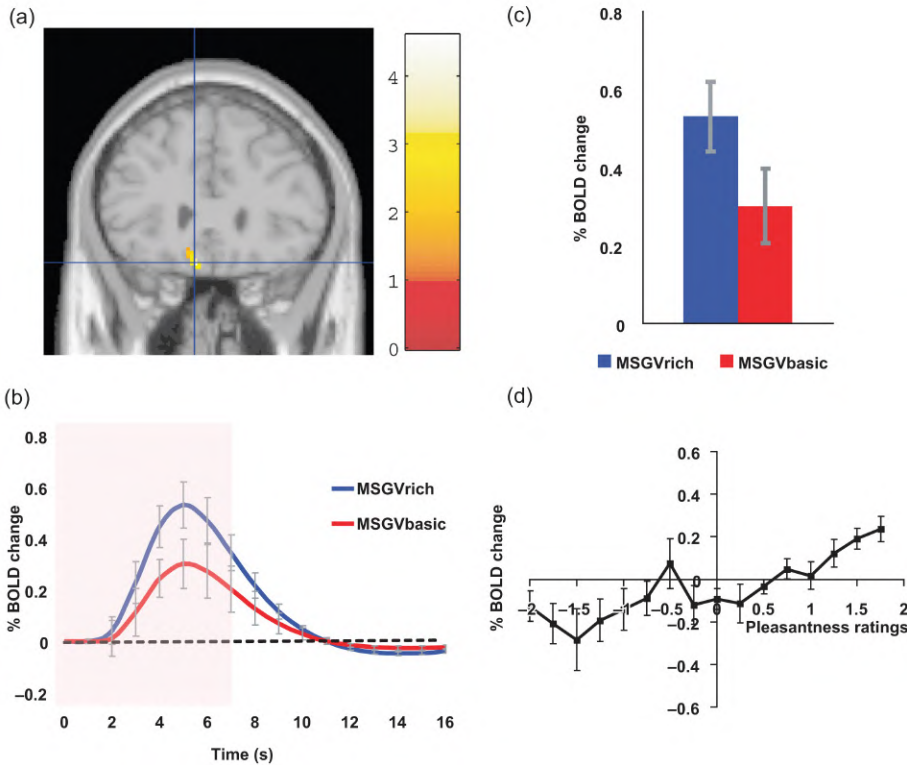 (a)
4
3
2
1
0
(c)
% BOLD change
0.8
0.6
0.4
0.2
0
MSGVrich MSGVbasic
(b)
% BOLD change
0.8
0.6
0.4
0.2
0
–0.2
0 2 4 6 8 10 12 14 16
Time (s)
MSGVrich
MSGVbasic
(d)
% BOLD change
0.6
0.4
0.2
0
–0.2
–0.4
–0.6
–2 –1.5 –1 –0.5 0 0.5 1 1.5 2
Pleasantness ratings